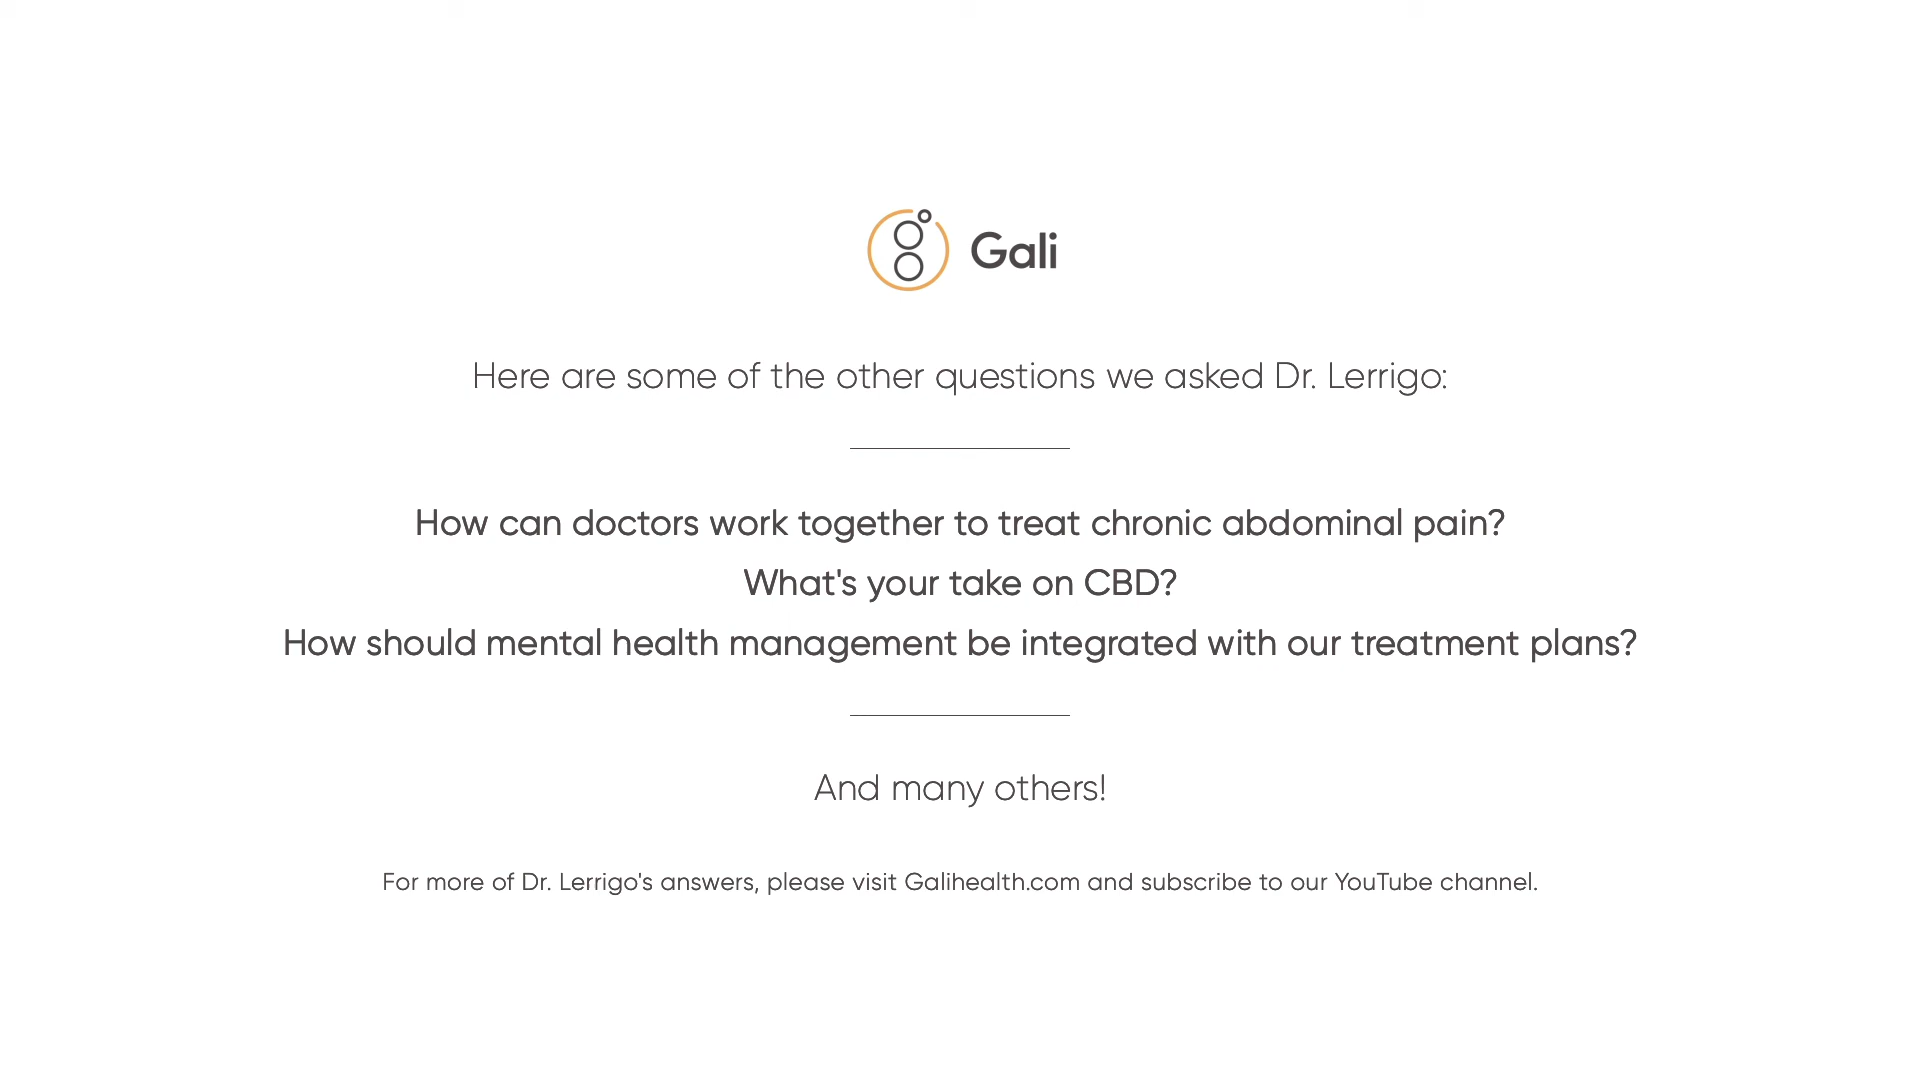 Gali
Here are some of the other questions we asked Dr. Lerrigo:
How can doctors work together to treat chronic abdominal pain?
What's your take on CBD?
How should mental health management be integrated with our treatment plans?
And many others!
For more of Dr. Lerrigo's answers, please visit Galihealth.com and subscribe to our YouTube channel.